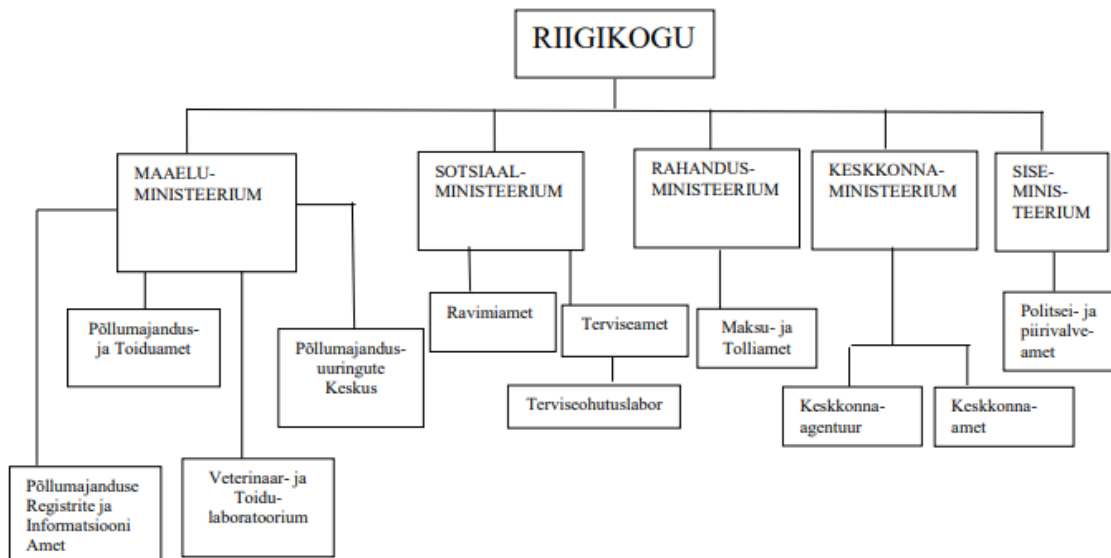 RIIGIKOGU
MAAELU-
MINISTEERIUM
SOTSIAAL-
MINISTEERIUM
RAHANDUS-
MINISTEERIUM
KESKKONNA-
MINISTEERIUM
SISE-
MINIS-
TEERIUM
Põllumajandus-
ja Toiduamet
Põllumajandus-
uuringute
Keskus
Ravimiamet
Terviseamet
Maksu- ja
Tolliamet
Politsei- ja
piirivalve-
amet
Terviseohutuslabor
Keskkonna-
agentuur
Keskkonna-
amet
Põllumajanduse
Registrite ja
Informatsiooni
Amet
Veterinaar- ja
Toidu-
laboratoorium